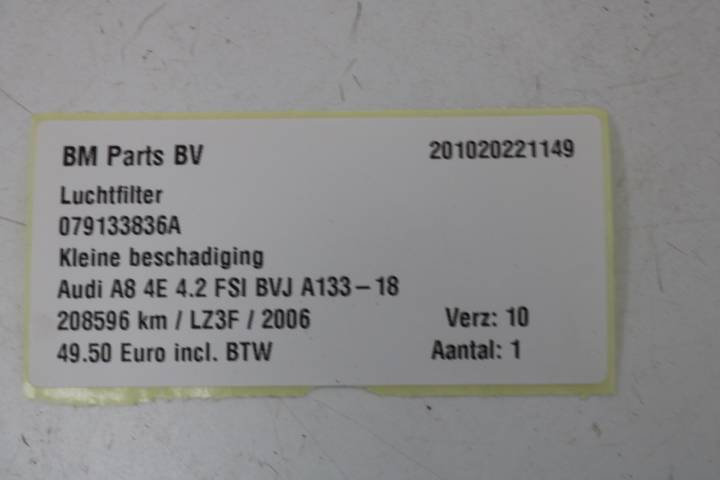 BM Parts BV 201020221149
Luchtfilter
079133836A
Kleine beschadiging
Audi A8 4E 4.2 FSI BVJ A133-18
208596 km / LZ3F / 2006 Verz: 10
49.50 Euro incl. BTW Aantal: 1